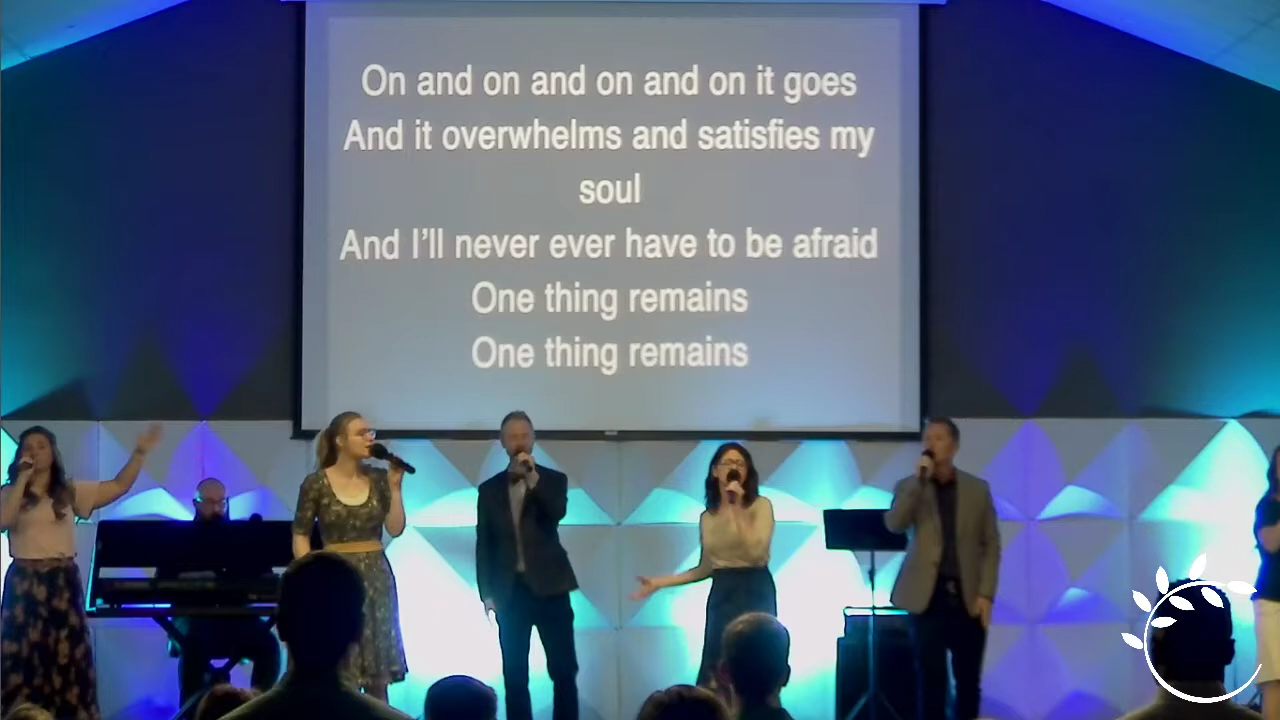 On and on and on and on it goes
And it overwhelms and satisfies my
soul
And I’ll never ever have to be afraid
One thing remains
One thing remains